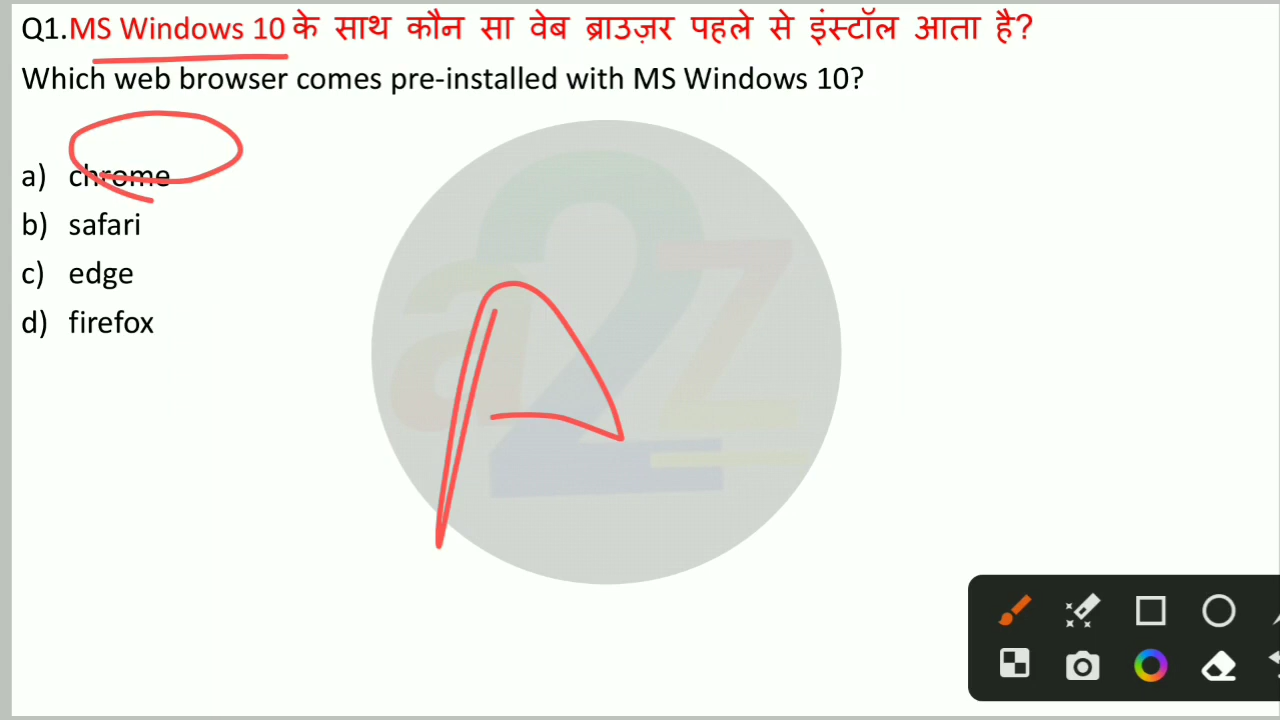 Q1.MS Windows 10 के साथ कौन सा वेब ब्राउज़र पहले से इंस्टॉल आता है?
Which web browser comes pre-installed with MS Windows 10?
a) chrome
b) safari
c) edge
d) firefox
a2z